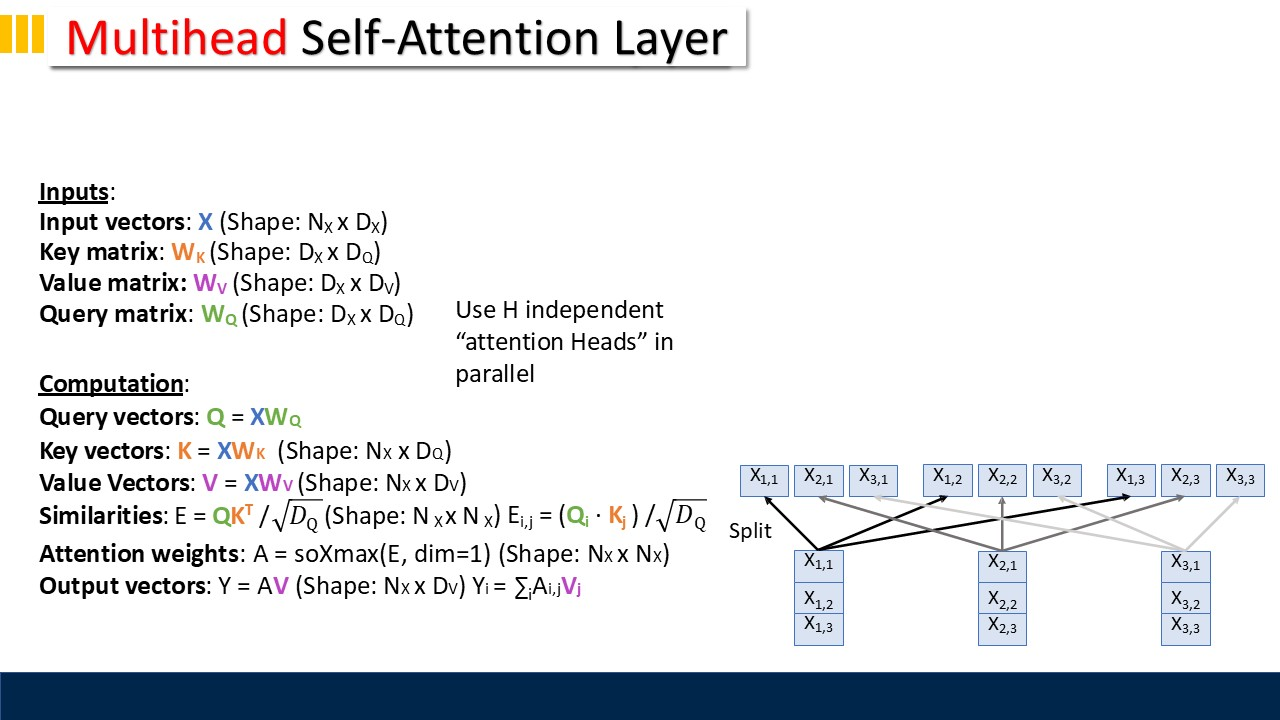 Multihead Self-Attention Layer
Inputs:
Input vectors: X (Shape: NX x DX)
Key matrix: WK (Shape: DX x DQ)
Value matrix: WV (Shape: DX x DV)
Query matrix: WQ (Shape: DX x DQ)
Use H independent
“attention Heads” in
parallel
Computation:
Query vectors: Q = XWQ
Key vectors: K = XWK (Shape: NX x DQ)
Value Vectors: V = XWV (Shape: NX x DV)
Similarities: E = QKT / √DQ (Shape: N X x N X) Ei,j = (Qi · Kj ) / √DQ
Attention weights: A = soXmax(E, dim=1) (Shape: NX x NX)
Output vectors: Y = AV (Shape: NX x DV) Yi = ∑jAi,jVj
X1,1 X2,1 X3,1 X1,2 X2,2 X3,2 X1,3 X2,3 X3,3
Split
X1,1 X2,1 X3,1
X1,2 X2,2 X3,2
X1,3 X2,3 X3,3